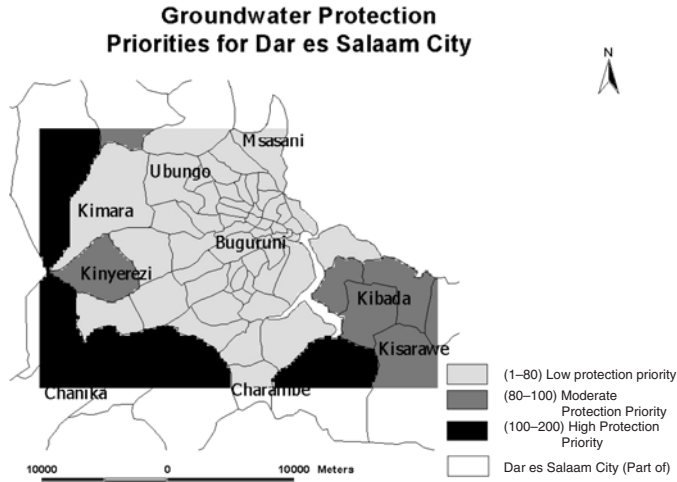 Groundwater Protection
Priorities for Dar es Salaam City
N
Msasani
Ubungo
Kimara
Buguruni
Kinyerezi
Kibada
Kisarawe
Chanika
Charambe
(1–80) Low protection priority
(80–100) Moderate
Protection Priority
(100–200) High Protection
Priority
Dar es Salaam City (Part of)
10000 0 10000 Meters